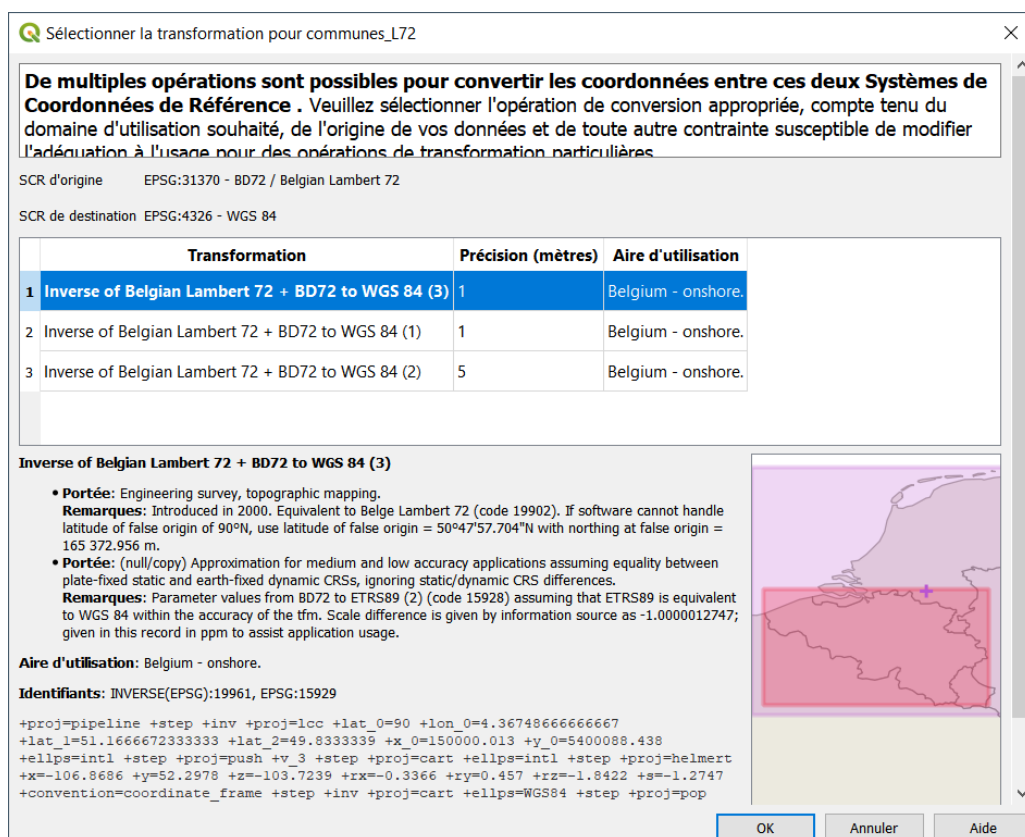 Sélectionner la transformation pour communes_L72
De multiples opérations sont possibles pour convertir les coordonnées entre ces deux Systèmes de
Coordonnées de Référence . Veuillez sélectionner l'opération de conversion appropriée, compte tenu du
domaine d'utilisation souhaité, de l'origine de vos données et de toute autre contrainte susceptible de modifier
l'adéquation à l'usage pour des opérations de transformation particulières.
SCR d'origine EPSG:31370 - BD72 / Belgian Lambert 72
SCR de destination EPSG:4326 - WGS 84
Transformation Précision (mètres) Aire d'utilisation
1 Inverse of Belgian Lambert 72 + BD72 to WGS 84 (3) 1 Belgium - onshore.
2 Inverse of Belgian Lambert 72 + BD72 to WGS 84 (1) 1 Belgium - onshore.
3 Inverse of Belgian Lambert 72 + BD72 to WGS 84 (2) 5 Belgium - onshore.
Inverse of Belgian Lambert 72 + BD72 to WGS 84 (3)
• Portée: Engineering survey, topographic mapping.
Remarques: Introduced in 2000. Equivalent to Belge Lambert 72 (code 19902). If software cannot handle
latitude of false origin of 90ºN, use latitude of false origin = 50º47'57.704"N with northing at false origin =
165 372.956 m.
• Portée: (null/copy) Approximation for medium and low accuracy applications assuming equality between
plate-fixed static and earth-fixed dynamic CRSs, ignoring static/dynamic CRS differences.
Remarques: Parameter values from BD72 to ETRS89 (2) (code 15928) assuming that ETRS89 is equivalent
to WGS 84 within the accuracy of the tfm. Scale difference is given by information source as -1.0000012747;
given in this record in ppm to assist application usage.
Aire d'utilisation: Belgium - onshore.
Identifiants: INVERSE(EPSG):19961, EPSG:15929
+proj=pipeline +step +inv +proj=lcc +lat_0=90 +lon_0=4.36748666666667
+lat_1=51.1666672333333 +lat_2=49.8333339 +x_0=150000.013 +y_0=5400088.438
+ellps=intl +step +proj=push +v_3 +step +proj=cart +ellps=intl +step +proj=helmert
+x=-106.8686 +y=52.2978 +z=-103.7239 +rx=-0.3366 +ry=0.457 +rz=-1.8422 +s=-1.2747
+convention=coordinate_frame +step +inv +proj=cart +ellps=WGS84 +step +proj=pop
OK Annuler Aide